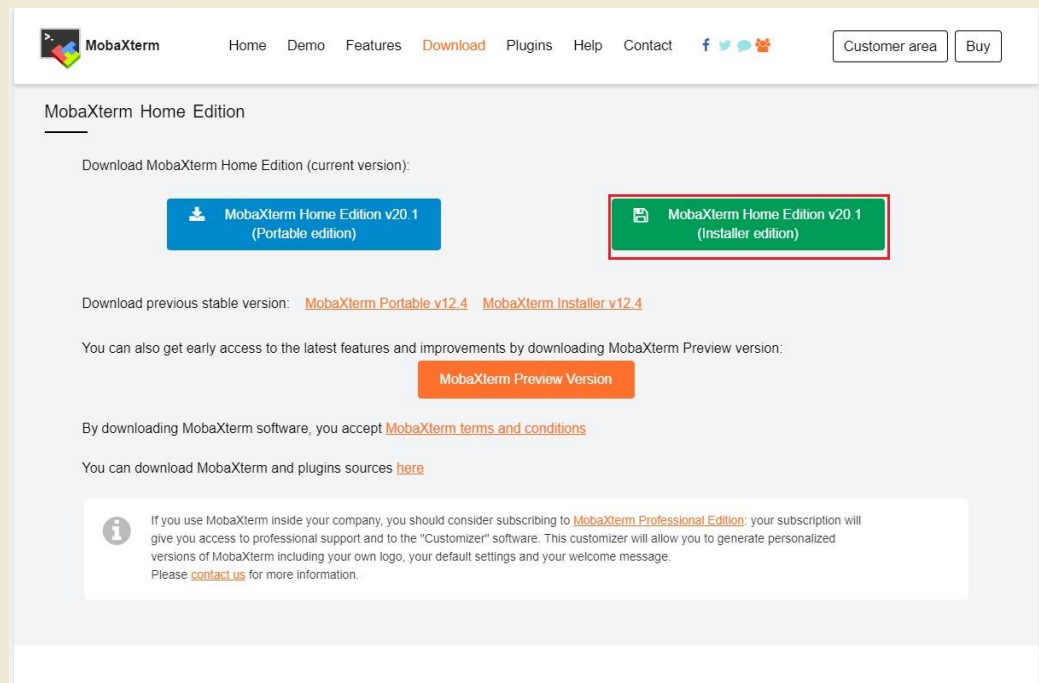 MobaXterm Home Demo Features Download Plugins Help Contact Customer area Buy
MobaXterm Home Edition
Download MobaXterm Home Edition (current version):
MobaXterm Home Edition v20.1
(Portable edition)
MobaXterm Home Edition v20.1
(Installer edition)
Download previous stable version: MobaXterm Portable v12.4 MobaXterm Installer v12.4
You can also get early access to the latest features and improvements by downloading MobaXterm Preview version:
MobaXterm Preview Version
By downloading MobaXterm software, you accept MobaXterm terms and conditions
You can download MobaXterm and plugins sources here
If you use MobaXterm inside your company, you should consider subscribing to MobaXterm Professional Edition: your subscription will
give you access to professional support and to the "Customizer" software. This customizer will allow you to generate personalized
versions of MobaXterm including your own logo, your default settings and your welcome message.
Please contact us for more information.